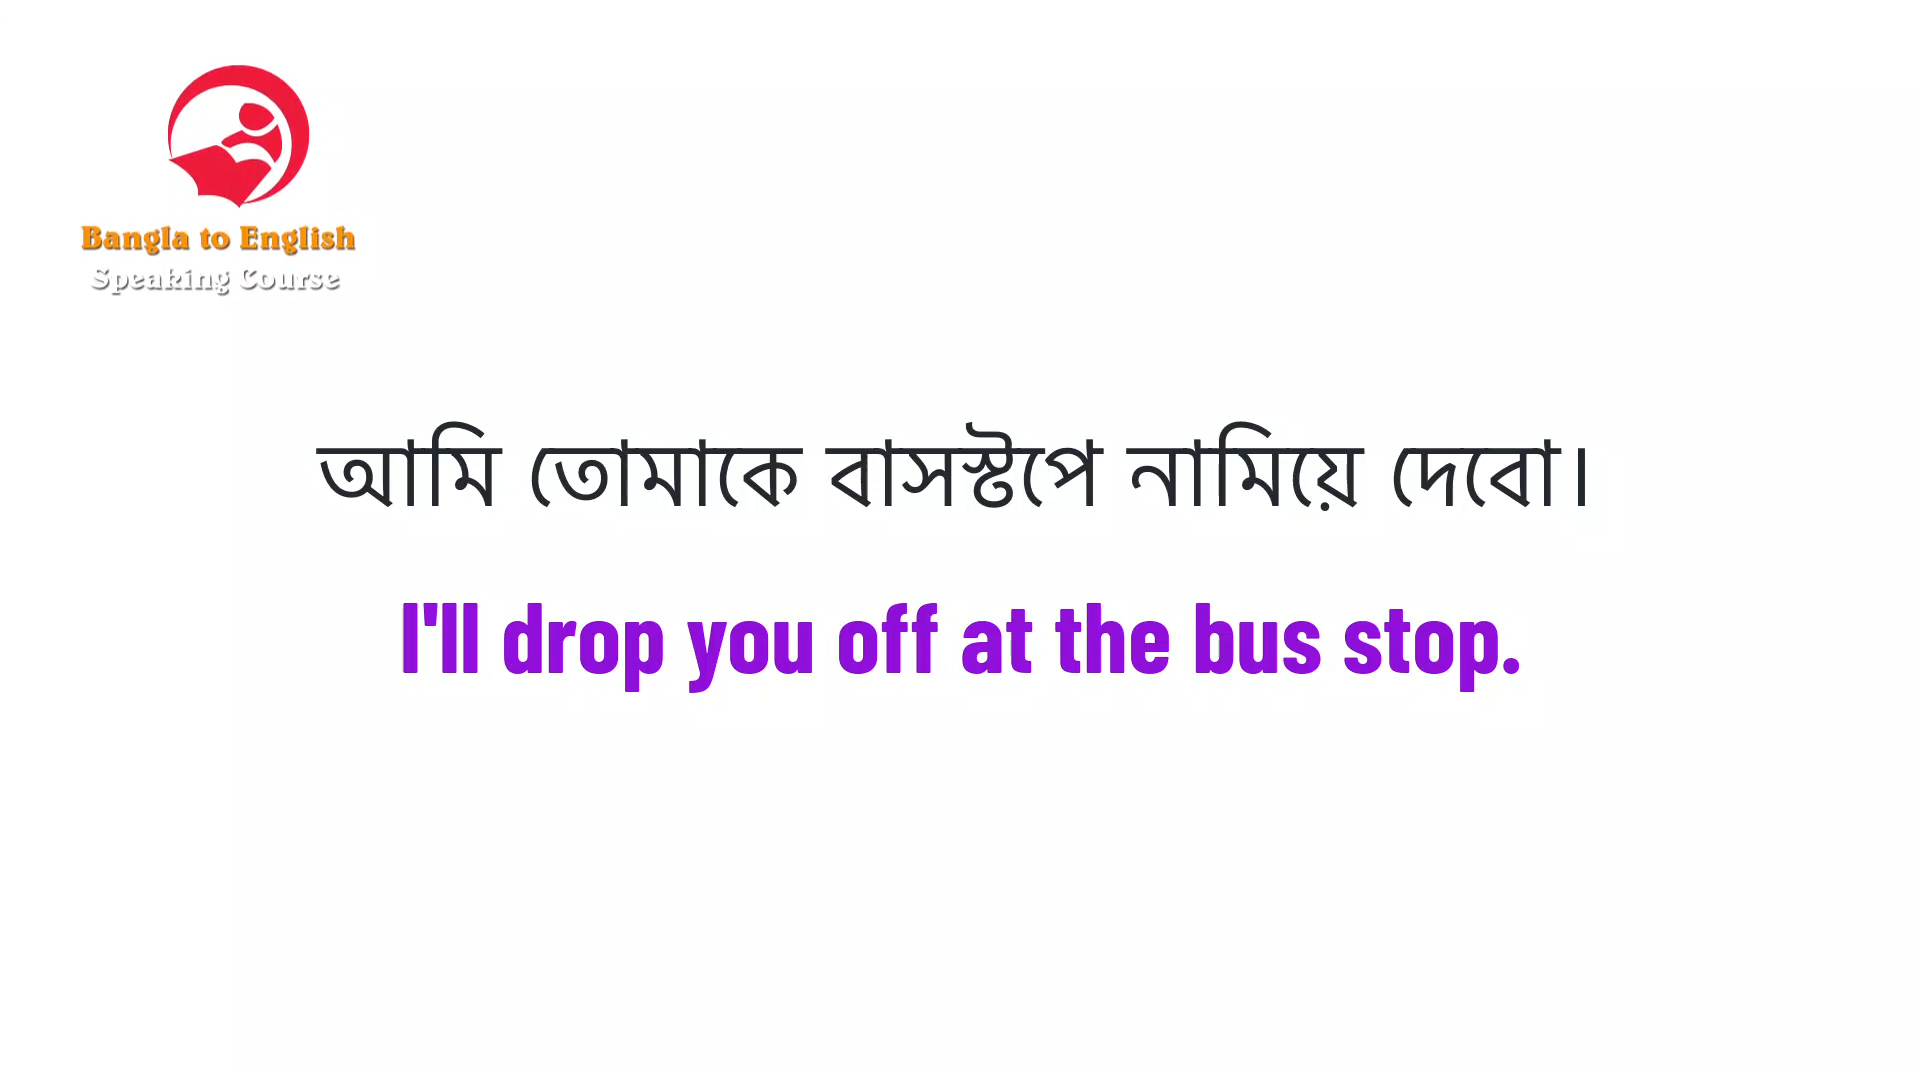 Bangla to English
Speaking Course
আমি তোমাকে বাসস্টপে নামিয়ে দেবো।
I'll drop you off at the bus stop.